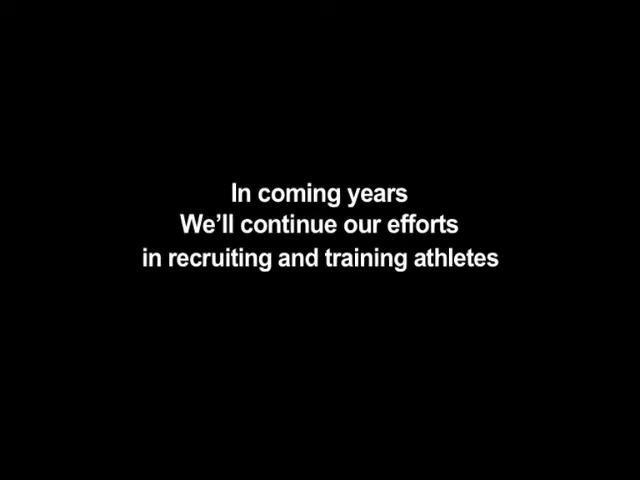 In coming years
We’ll continue our efforts
in recruiting and training athletes